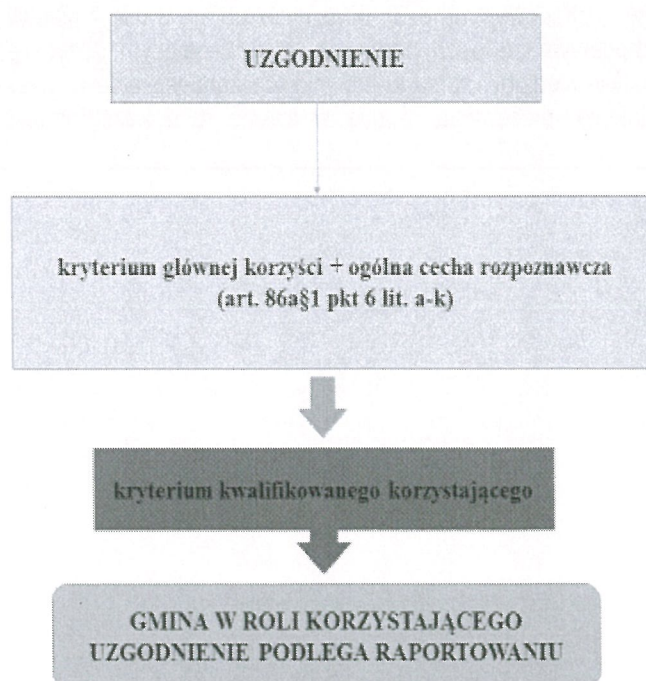 UZGODNIENIE
kryterium głównej korzyści + ogólna cecha rozpoznawcza
(art. 86a§1 pkt 6 lit. a-k)
kryterium kwalifikowanego korzystającego
GMINA W ROLI KORZYSTAJĄCEGO
UZGODNIENIE PODLEGA RAPORTOWANIU